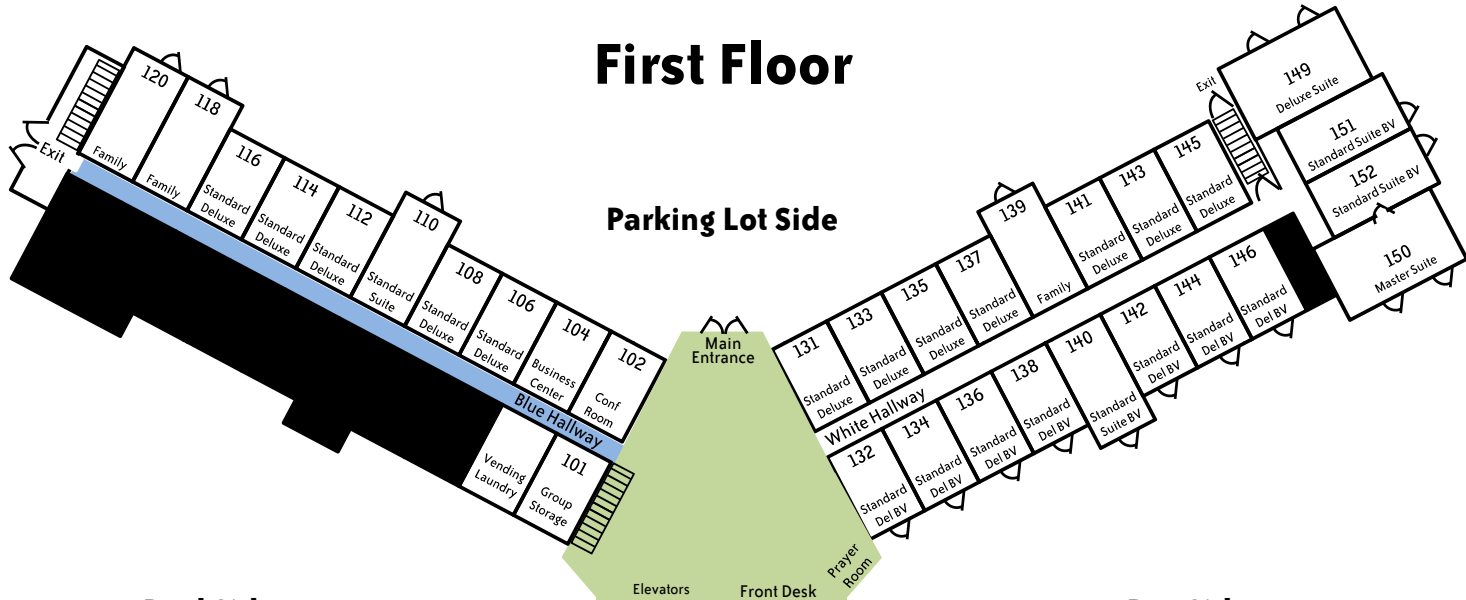 First Floor
Parking Lot Side
120
Family
118
Family
116
Standard
Deluxe
114
Standard
Deluxe
112
Standard
Deluxe
110
Standard
Suite
108
Standard
Deluxe
106
Standard
Deluxe
104
Business
Center
102
Conf
Room
Exit
Blue Hallway
Vending
Laundry
101
Group
Storage
Main
Entrance
Elevators
Front Desk
Prayer
Room
131
Standard
Deluxe
133
Standard
Deluxe
135
Standard
Deluxe
137
Standard
Deluxe
139
Family
141
Standard
Deluxe
143
Standard
Deluxe
145
Standard
Deluxe
Exit
149
Deluxe Suite
151
Standard Suite BV
152
Standard Suite BV
150
Master Suite
White Hallway
132
Standard
Del BV
134
Standard
Del BV
136
Standard
Del BV
138
Standard
Del BV
140
Standard
Suite BV
142
Standard
Del BV
144
Standard
Del BV
146
Standard
Del BV